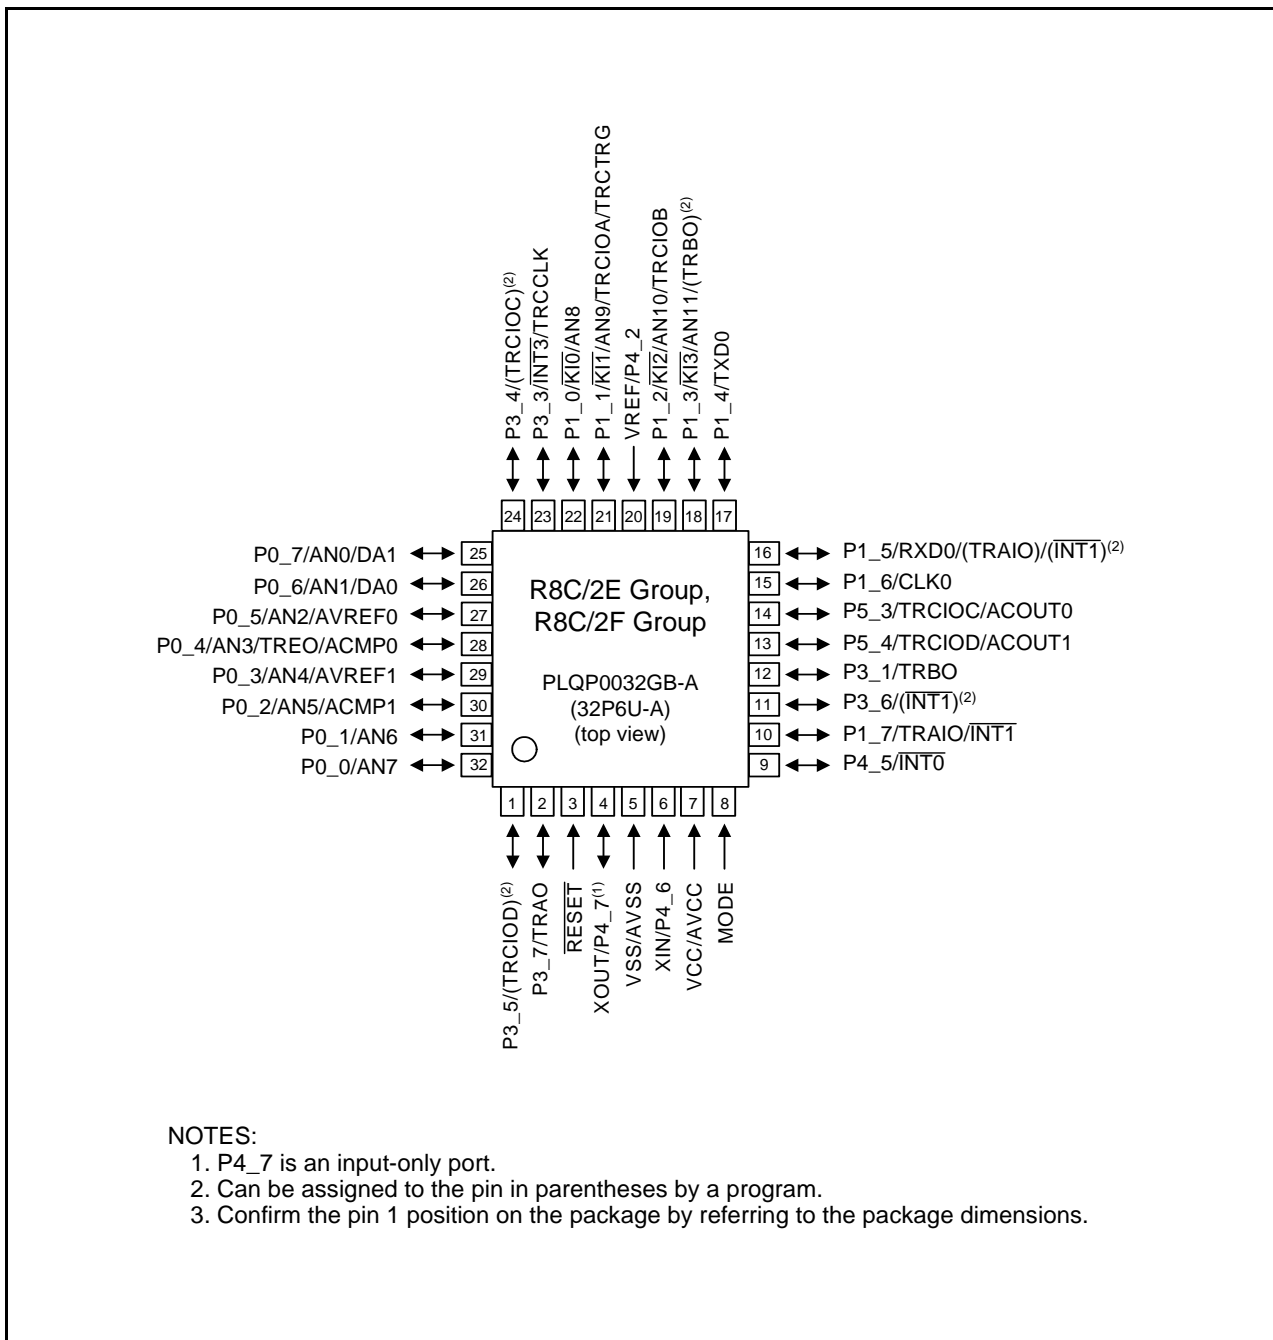 P3_4/(TRCIOC)(2)
P3_3/INT3/TRCCLK
P1_0/KI0/AN8
P1_1/KI1/AN9/TRCIOA/TRCTRG
VREF/P4_2
P1_2/KI2/AN10/TRCIOB
P1_3/KI3/AN11/(TRBO)(2)
P1_4/TXD0
24 23 22 21 20 19 18 17
P0_7/AN0/DA1 25
P0_6/AN1/DA0 26
P0_5/AN2/AVREF0 27
P0_4/AN3/TREO/ACMP0 28
P0_3/AN4/AVREF1 29
P0_2/AN5/ACMP1 30
P0_1/AN6 31
P0_0/AN7 32
R8C/2E Group,
R8C/2F Group
PLQP0032GB-A
(32P6U-A)
(top view)
16 P1_5/RXD0/(TRAIO)/(INT1)(2)
15 P1_6/CLK0
14 P5_3/TRCIOC/ACOUT0
13 P5_4/TRCIOD/ACOUT1
12 P3_1/TRBO
11 P3_6/(INT1)(2)
10 P1_7/TRAIO/INT1
9 P4_5/INT0
1 2 3 4 5 6 7 8
P3_5/(TRCIOD)(2)
P3_7/TRAO
RESET
XOUT/P4_7(1)
VSS/AVSS
XIN/P4_6
VCC/AVCC
MODE
NOTES:
1. P4_7 is an input-only port.
2. Can be assigned to the pin in parentheses by a program.
3. Confirm the pin 1 position on the package by referring to the package dimensions.